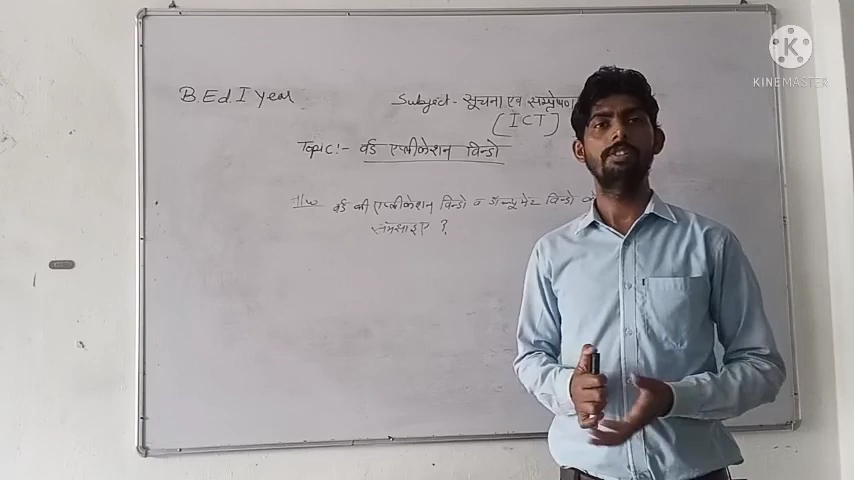 B.Ed. I year
Subject - सूचना एवं सम्प्रेषण
(ICT)
Topic:- वर्ड एप्लीकेशन विन्डो
H/W वर्ड की एप्लीकेशन विन्डो व डॉक्यूमेंट विन्डो
समझाइए ?
K
KINEMASTER